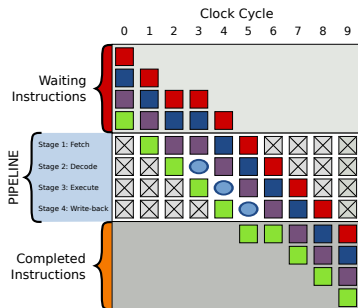 Clock Cycle
0 1 2 3 4 5 6 7 8 9
Waiting
Instructions
PIPELINE
Stage 1: Fetch
Stage 2: Decode
Stage 3: Execute
Stage 4: Write-back
Completed
Instructions